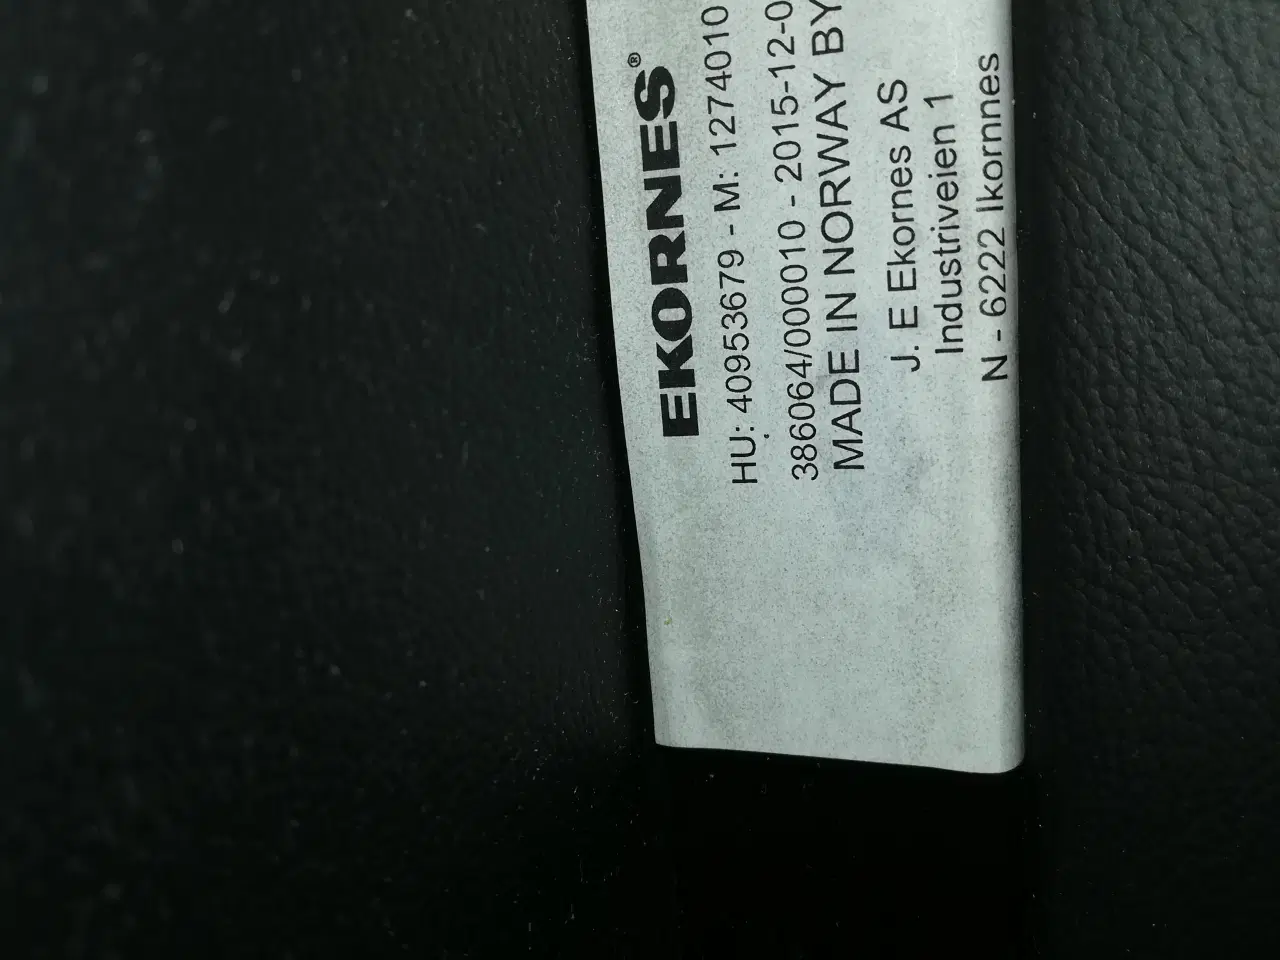 EKORNES®
HU: 40953679 - M: 1274010
386064/000010 - 2015-12-0
MADE IN NORWAY BY
J. E Ekornes AS
Industriveien 1
N - 6222 Ikornnes